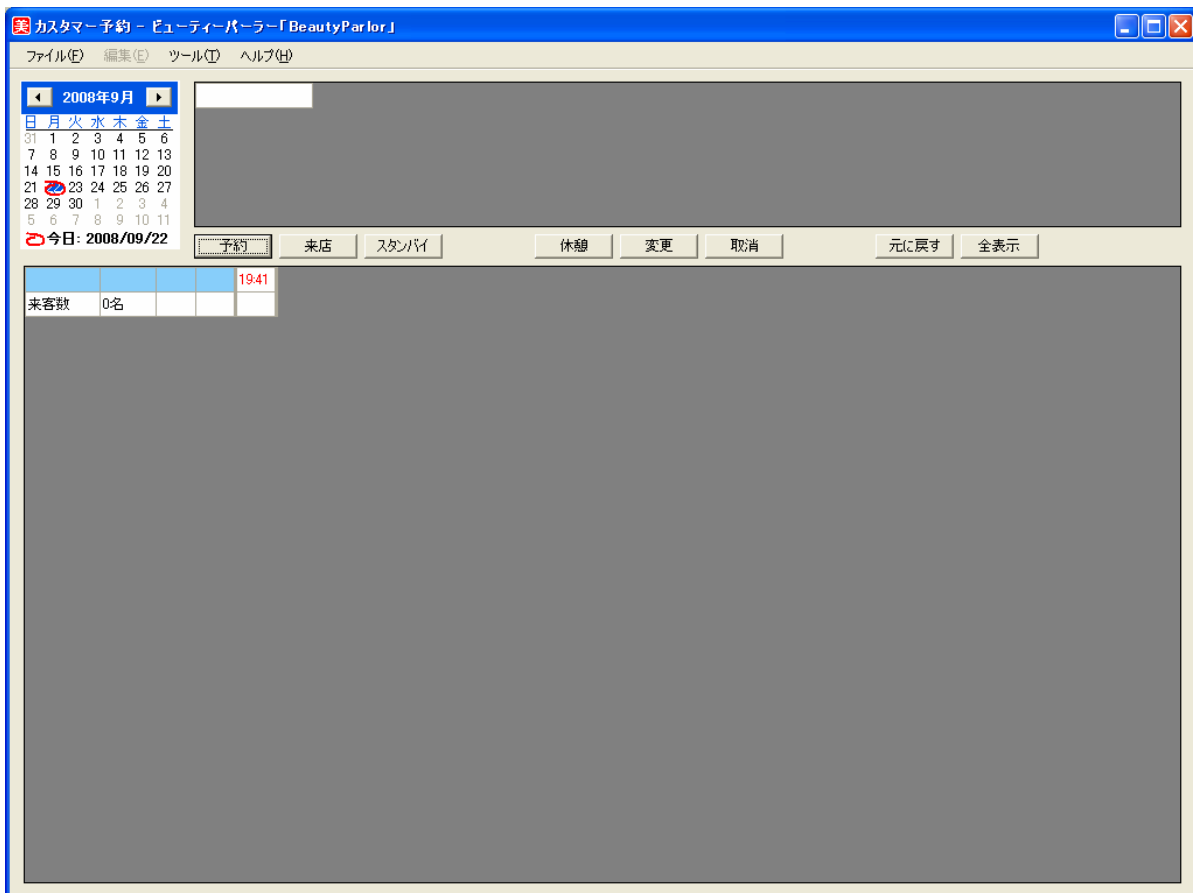 美 カスタマー予約 - ビューティーパーラー「BeautyParlor」
ファイル(F) 編集(E) ツール(T) ヘルプ(H)
2008年9月
日 月 火 水 木 金 土
31 1 2 3 4 5 6
7 8 9 10 11 12 13
14 15 16 17 18 19 20
21 22 23 24 25 26 27
28 29 30 1 2 3 4
5 6 7 8 9 10 11
今日: 2008/09/22
予約 来店 スタンバイ 休憩 変更 取消 元に戻す 全表示
19:41
来客数 0名